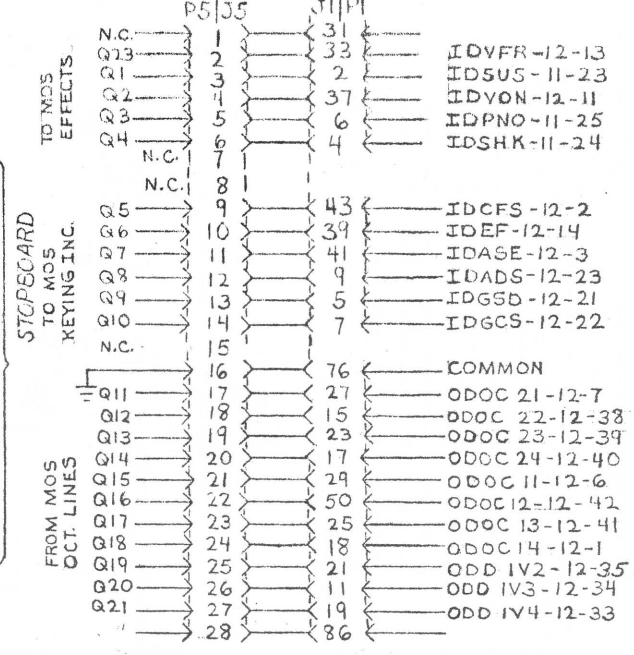 P5|J5 J1|P1
N.C. 1 31
Q23 2 33 IDVFR-12-13
Q1 3 2 IDSUS-11-23
Q2 4 37 IDVON-12-11
Q3 5 6 IDPNO-11-25
Q4 6 4 IDSHK-11-24
N.C. 7
N.C. 8
Q5 9 43 IDCFS-12-2
Q6 10 39 IDEF-12-14
Q7 11 41 IDASE-12-3
Q8 12 9 IDADS-12-23
Q9 13 5 IDGSD-12-21
Q10 14 7 IDGCS-12-22
N.C. 15
16 76 COMMON
Q11 17 27 ODOC 21-12-7
Q12 18 15 ODOC 22-12-38
Q13 19 23 ODOC 23-12-39
Q14 20 17 ODOC 24-12-40
Q15 21 29 ODOC 11-12-6
Q16 22 50 ODOC 12-12-42
Q17 23 25 ODOC 13-12-41
Q18 24 18 ODOC 14-12-1
Q19 25 21 ODD 1V2-12-35
Q20 26 11 ODD 1V3-12-34
Q21 27 19 ODD 1V4-12-33
28 86
TO MOS
EFFECTS
STOPBOARD
TO MOS
KEYING INC.
FROM MOS
OCT. LINES